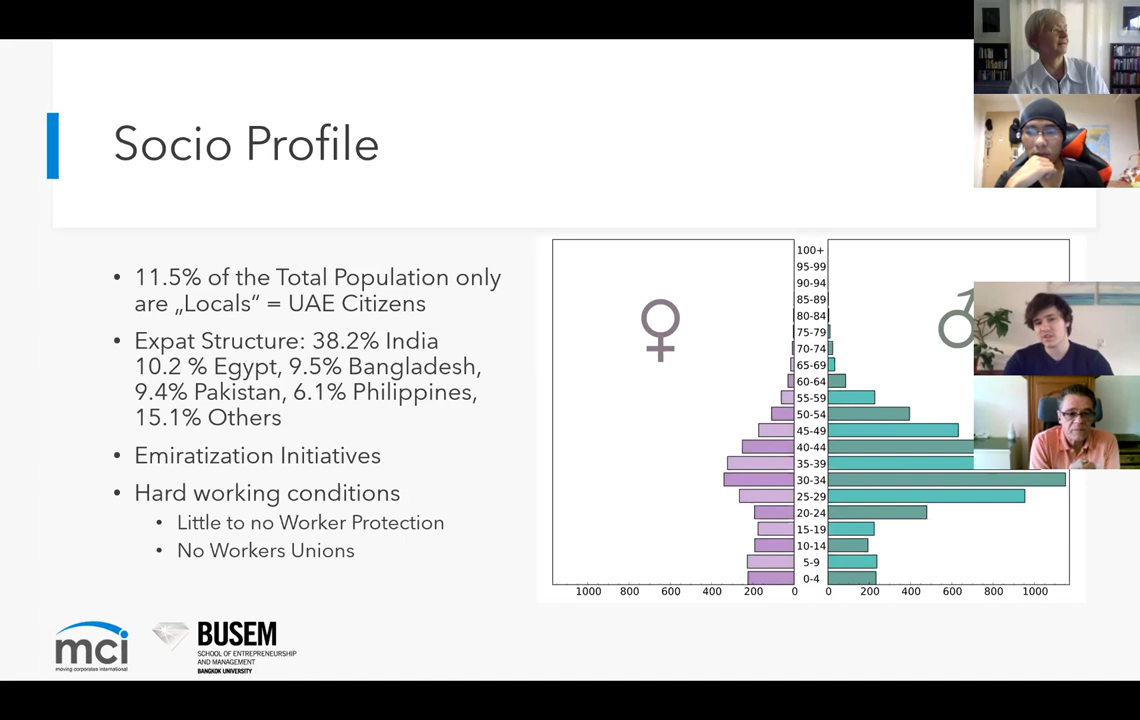 Socio Profile
• 11.5% of the Total Population only
are „Locals“ = UAE Citizens
• Expat Structure: 38.2% India
10.2 % Egypt, 9.5% Bangladesh,
9.4% Pakistan, 6.1% Philippines,
15.1% Others
• Emiratization Initiatives
• Hard working conditions
• Little to no Worker Protection
• No Workers Unions
100+
95-99
90-94
85-89
80-84
75-79
70-74
65-69
60-64
55-59
50-54
45-49
40-44
35-39
30-34
25-29
20-24
15-19
10-14
5-9
0-4
1000 800 600 400 200 0 0 200 400 600 800 1000
mci
moving corporates international
BUSEM
SCHOOL OF ENTREPRENEURSHIP
AND MANAGEMENT
BANGKOK UNIVERSITY